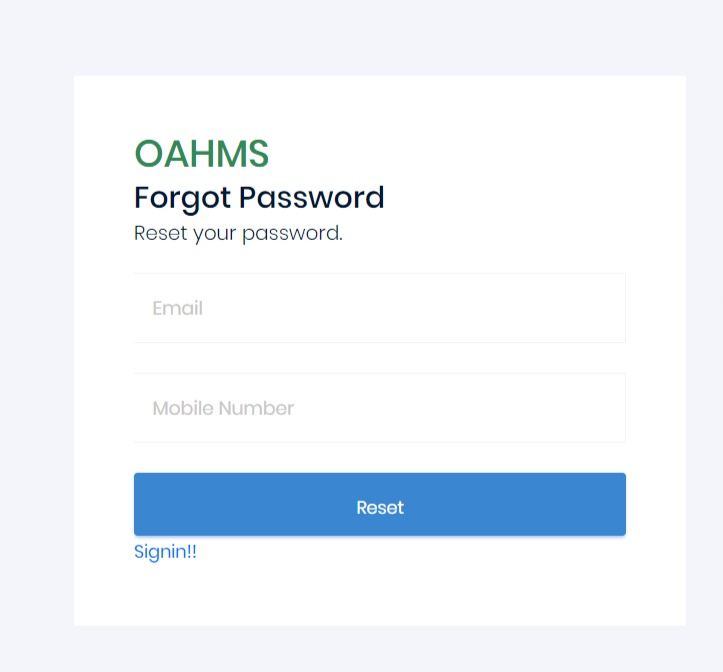 OAHMS
Forgot Password
Reset your password.
Email
Mobile Number
Reset
Signin!!